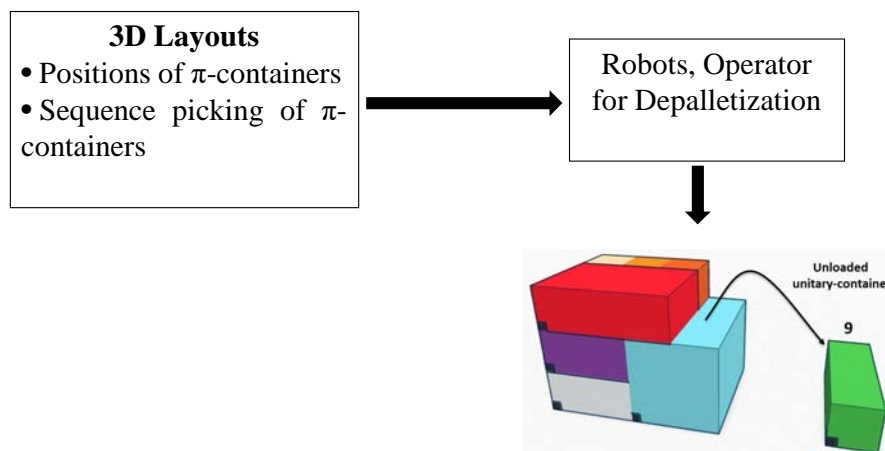 3D Layouts
• Positions of π-containers
• Sequence picking of π-
containers
Robots, Operator
for Depalletization
Unloaded
unitary-containe
9